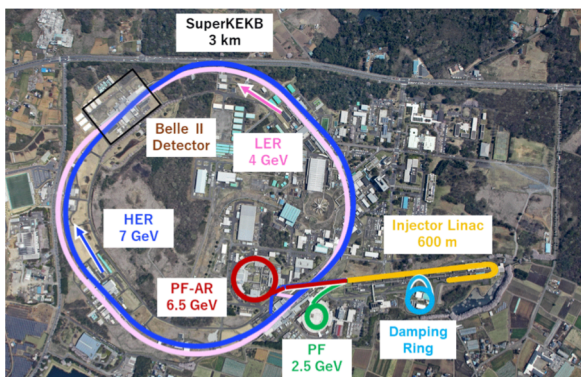 SuperKEKB
3 km
Belle II
Detector
LER
4 GeV
HER
7 GeV
Injector Linac
600 m
PF-AR
6.5 GeV
PF
2.5 GeV
Damping
Ring